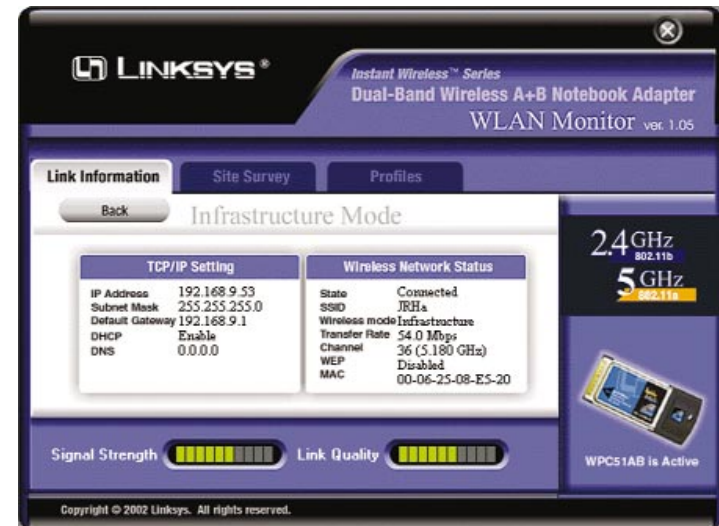 LINKSYS®
Instant Wireless™ Series
Dual-Band Wireless A+B Notebook Adapter
WLAN Monitor ver. 1.05
Link Information
Site Survey
Profiles
Back
Infrastructure Mode
TCP/IP Setting
IP Address 192.168.9.53
Subnet Mask 255.255.255.0
Default Gateway 192.168.9.1
DHCP Enable
DNS 0.0.0.0
Wireless Network Status
State Connected
SSID JRHa
Wireless mode Infrastructure
Transfer Rate 54.0 Mbps
Channel 36 (5.180 GHz)
WEP Disabled
MAC 00-06-25-08-E5-20
2.4 GHz
802.11b
5 GHz
802.11a
Signal Strength
Link Quality
WPC51AB is Active
Copyright © 2002 Linksys. All rights reserved.